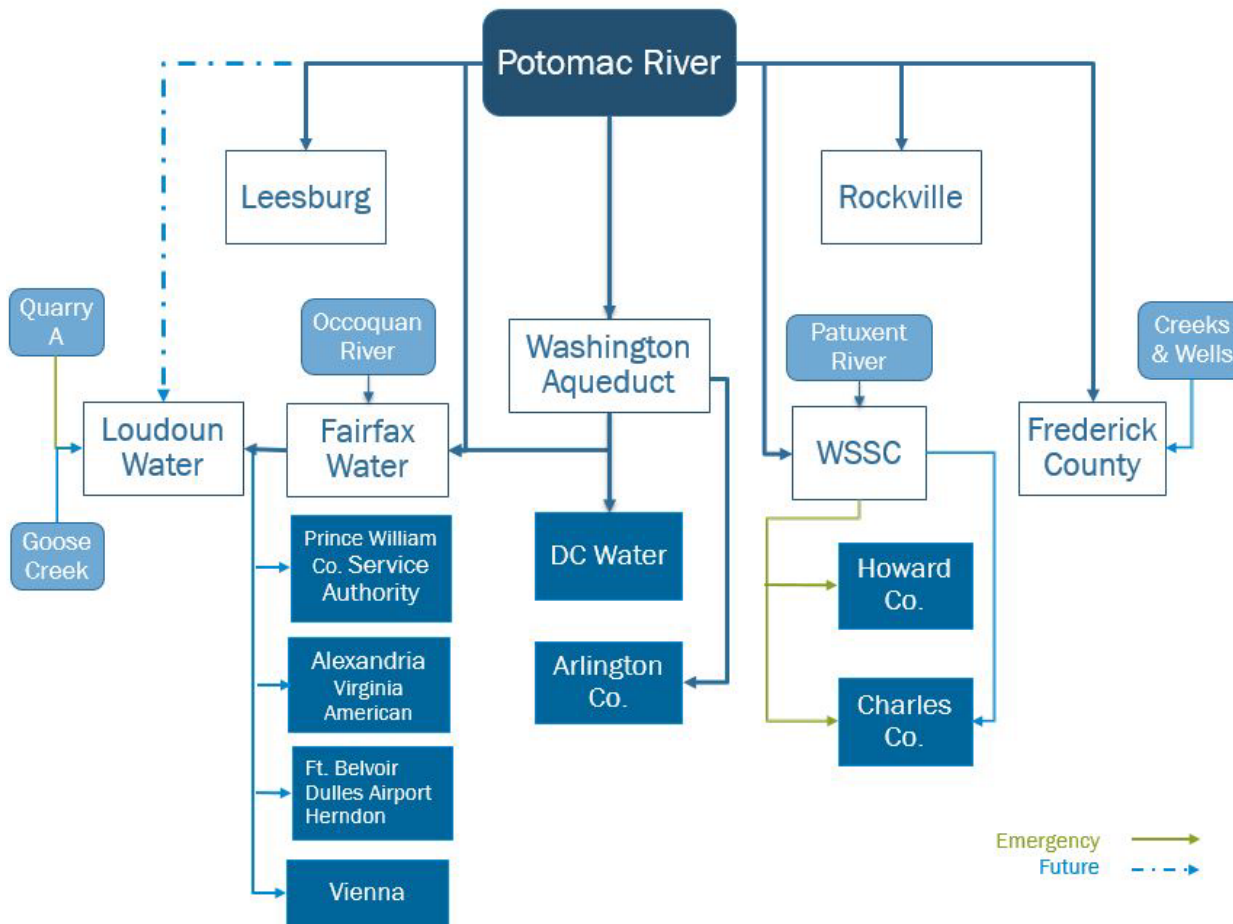 Potomac River
Leesburg
Rockville
Quarry
A
Occoquan
River
Washington
Aqueduct
Patuxent
River
Creeks
& Wells
Loudoun
Water
Fairfax
Water
WSSC
Frederick
County
Goose
Creek
Prince William
Co. Service
Authority
DC Water
Howard
Co.
Alexandria
Virginia
American
Arlington
Co.
Charles
Co.
Ft. Belvoir
Dulles Airport
Herndon
Vienna
Emergency
Future